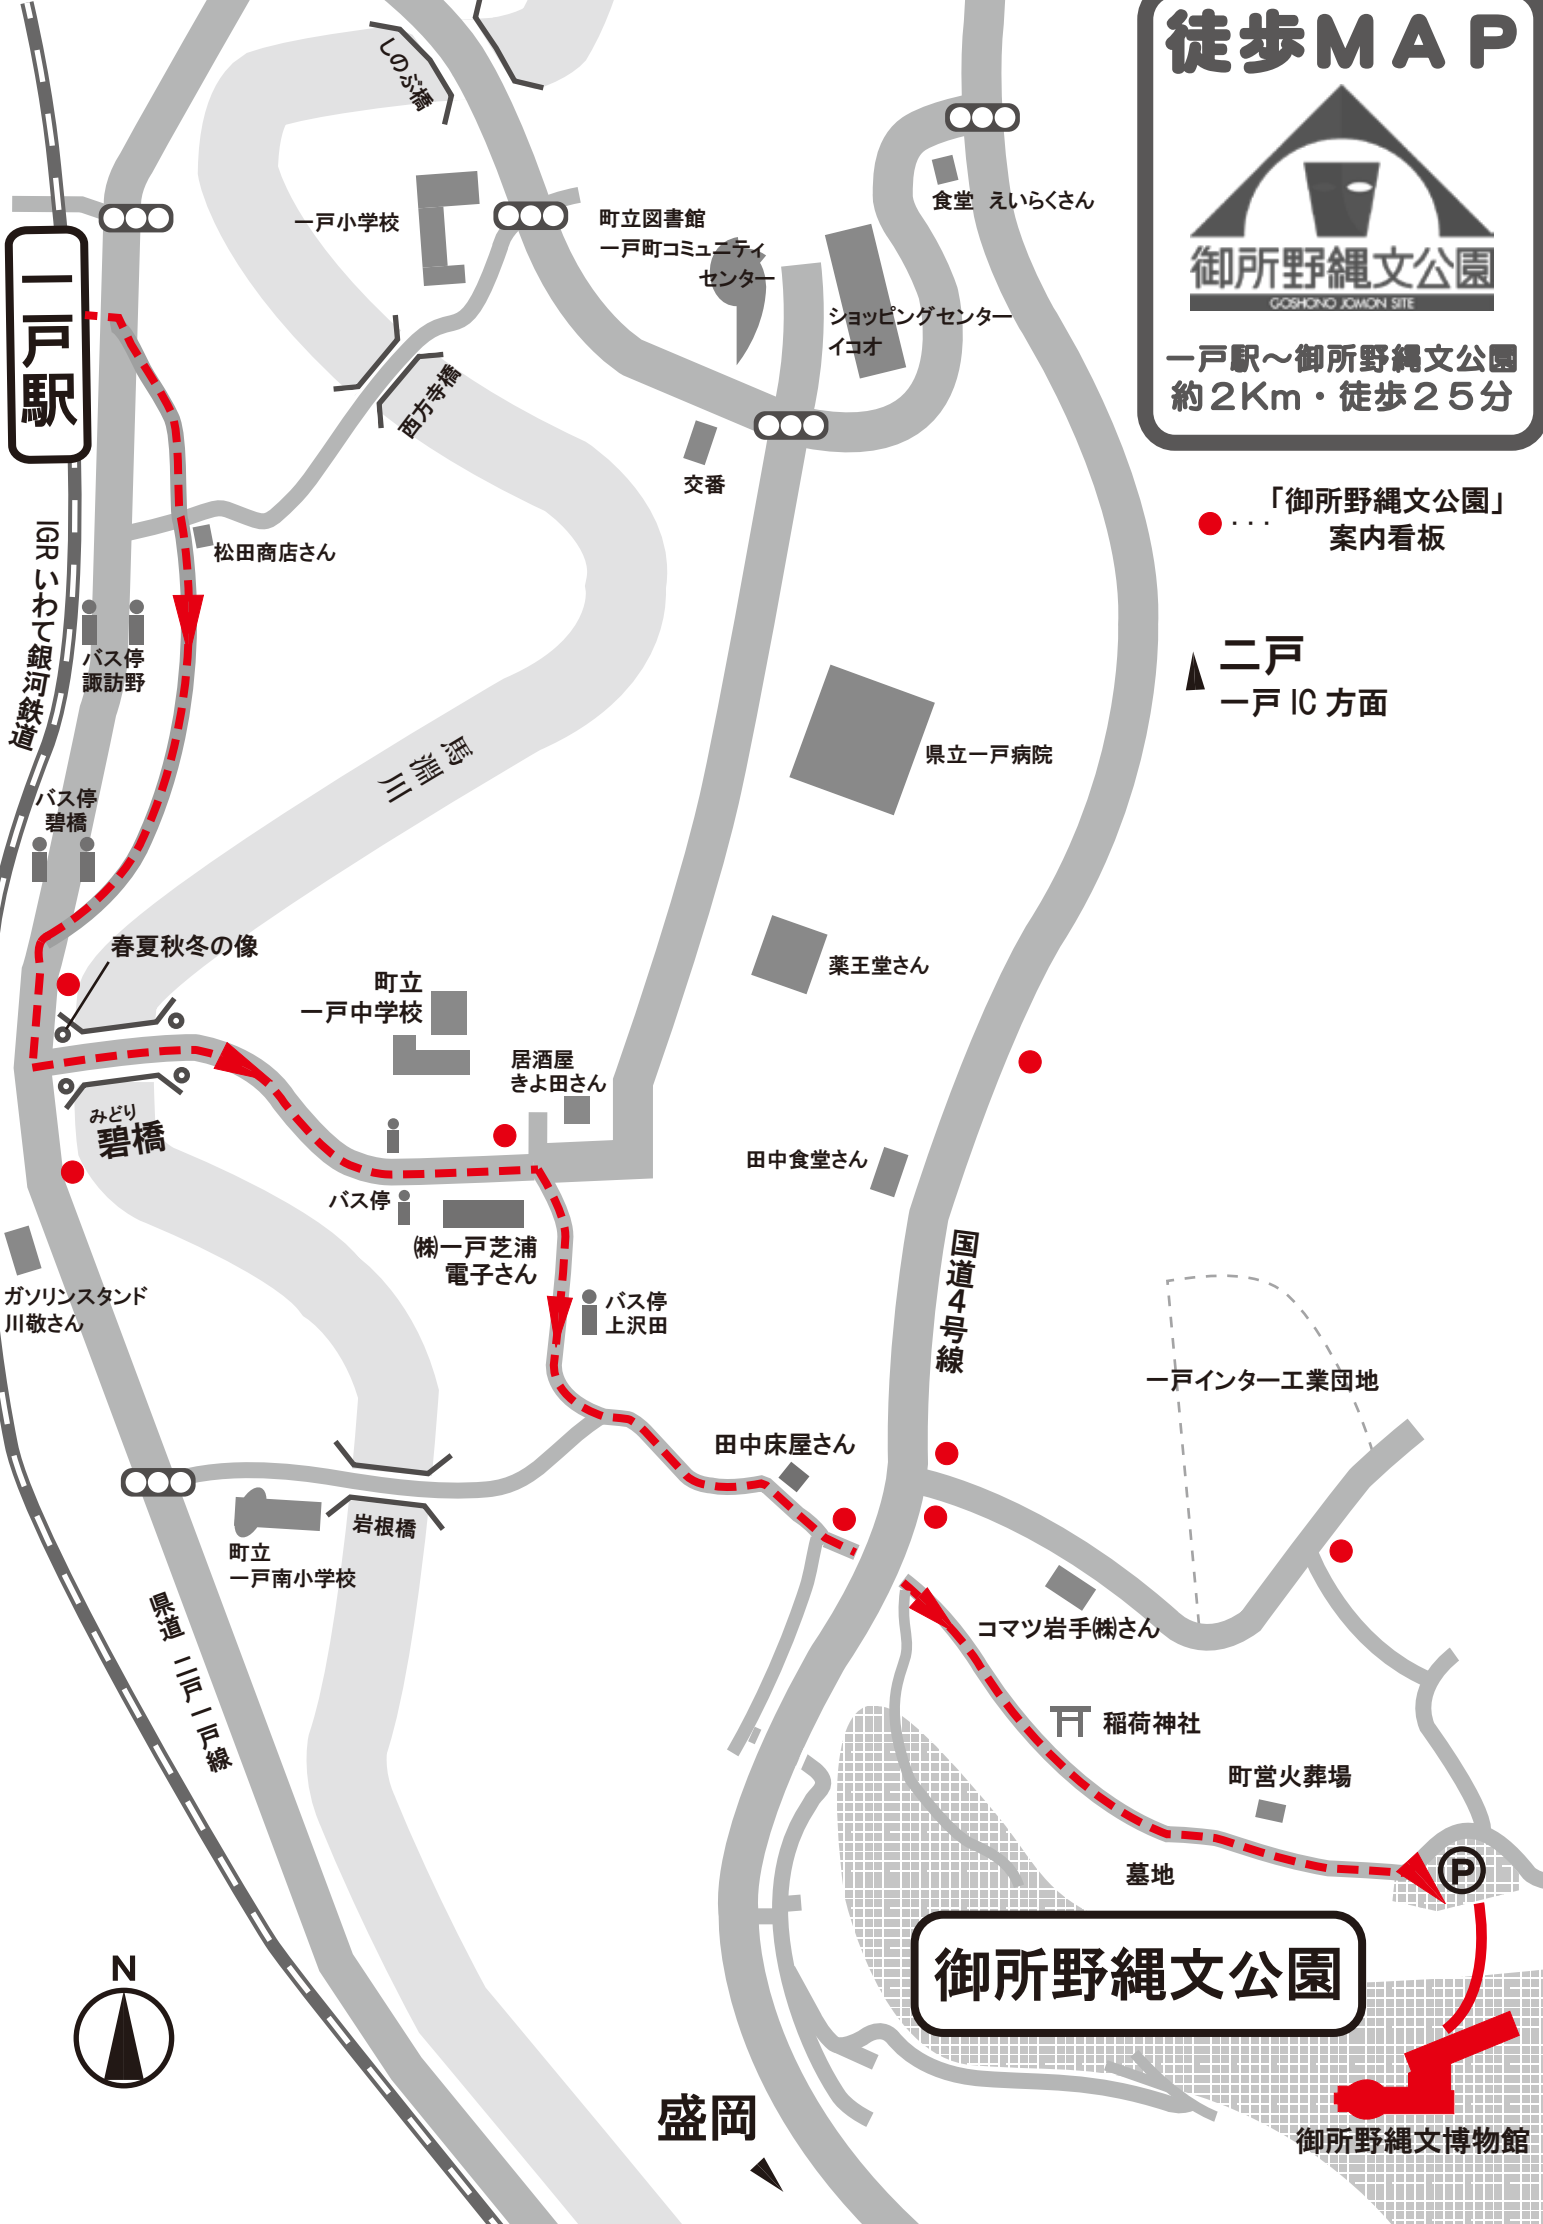 徒歩MAP
御所野縄文公園
GOSHONO JOMON SITE
一戸駅～御所野縄文公園
約2Km・徒歩25分
「御所野縄文公園」
案内看板
二戸
一戸IC方面
しのぶ橋
一戸小学校
町立図書館
一戸町コミュニティ
センター
食堂 えいらくさん
ショッピングセンター
イコオ
一戸駅
西方寺橋
交番
松田商店さん
IGRいわて銀河鉄道
バス停
諏訪野
馬淵川
県立一戸病院
バス停
碧橋
春夏秋冬の像
町立
一戸中学校
薬王堂さん
居酒屋
きよ田さん
みどり
碧橋
バス停
㈱一戸芝浦
電子さん
田中食堂さん
国道4号線
ガソリンスタンド
川敬さん
バス停
上沢田
一戸インター工業団地
田中床屋さん
岩根橋
町立
一戸南小学校
県道 二戸一戸線
コマツ岩手㈱さん
稲荷神社
町営火葬場
墓地
P
御所野縄文公園
N
盛岡
御所野縄文博物館